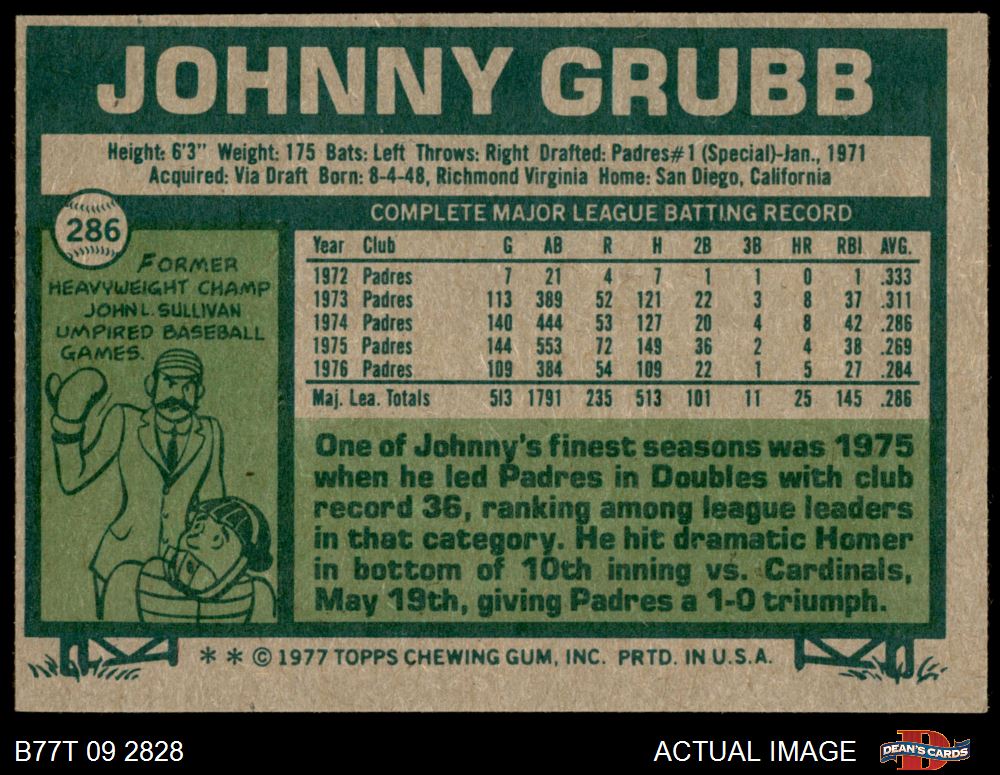 JOHNNY GRUBB
Height: 6'3" Weight: 175 Bats: Left Throws: Right Drafted: Padres#1 (Special)-Jan., 1971
Acquired: Via Draft Born: 8-4-48, Richmond Virginia Home: San Diego, California
286
FORMER
HEAVYWEIGHT CHAMP
JOHN L. SULLIVAN
UMPIRED BASEBALL
GAMES.
COMPLETE MAJOR LEAGUE BATTING RECORD
Year Club G AB R H 2B 3B HR RBI AVG.
1972 Padres 7 21 4 7 1 1 0 1 .333
1973 Padres 113 389 52 121 22 3 8 37 .311
1974 Padres 140 444 53 127 20 4 8 42 .286
1975 Padres 144 553 72 149 36 2 4 38 .269
1976 Padres 109 384 54 109 22 1 5 27 .284
Maj. Lea. Totals 513 1791 235 513 101 11 25 145 .286
One of Johnny's finest seasons was 1975
when he led Padres in Doubles with club
record 36, ranking among league leaders
in that category. He hit dramatic Homer
in bottom of 10th inning vs. Cardinals,
May 19th, giving Padres a 1-0 triumph.
* * © 1977 TOPPS CHEWING GUM, INC. PRTD. IN U.S.A.
B77T 09 2828 ACTUAL IMAGE
D
DEAN'S CARDS